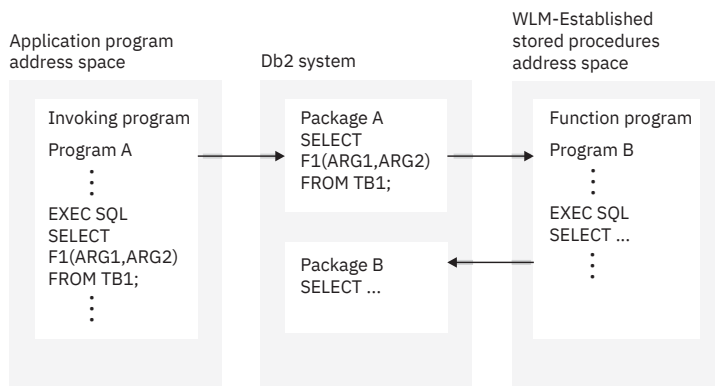 Application program
address space
Invoking program
Program A
EXEC SQL
SELECT
F1(ARG1,ARG2)
FROM TB1;
Db2 system
Package A
SELECT
F1(ARG1,ARG2)
FROM TB1;
Package B
SELECT ...
WLM-Established
stored procedures
address space
Function program
Program B
EXEC SQL
SELECT ...